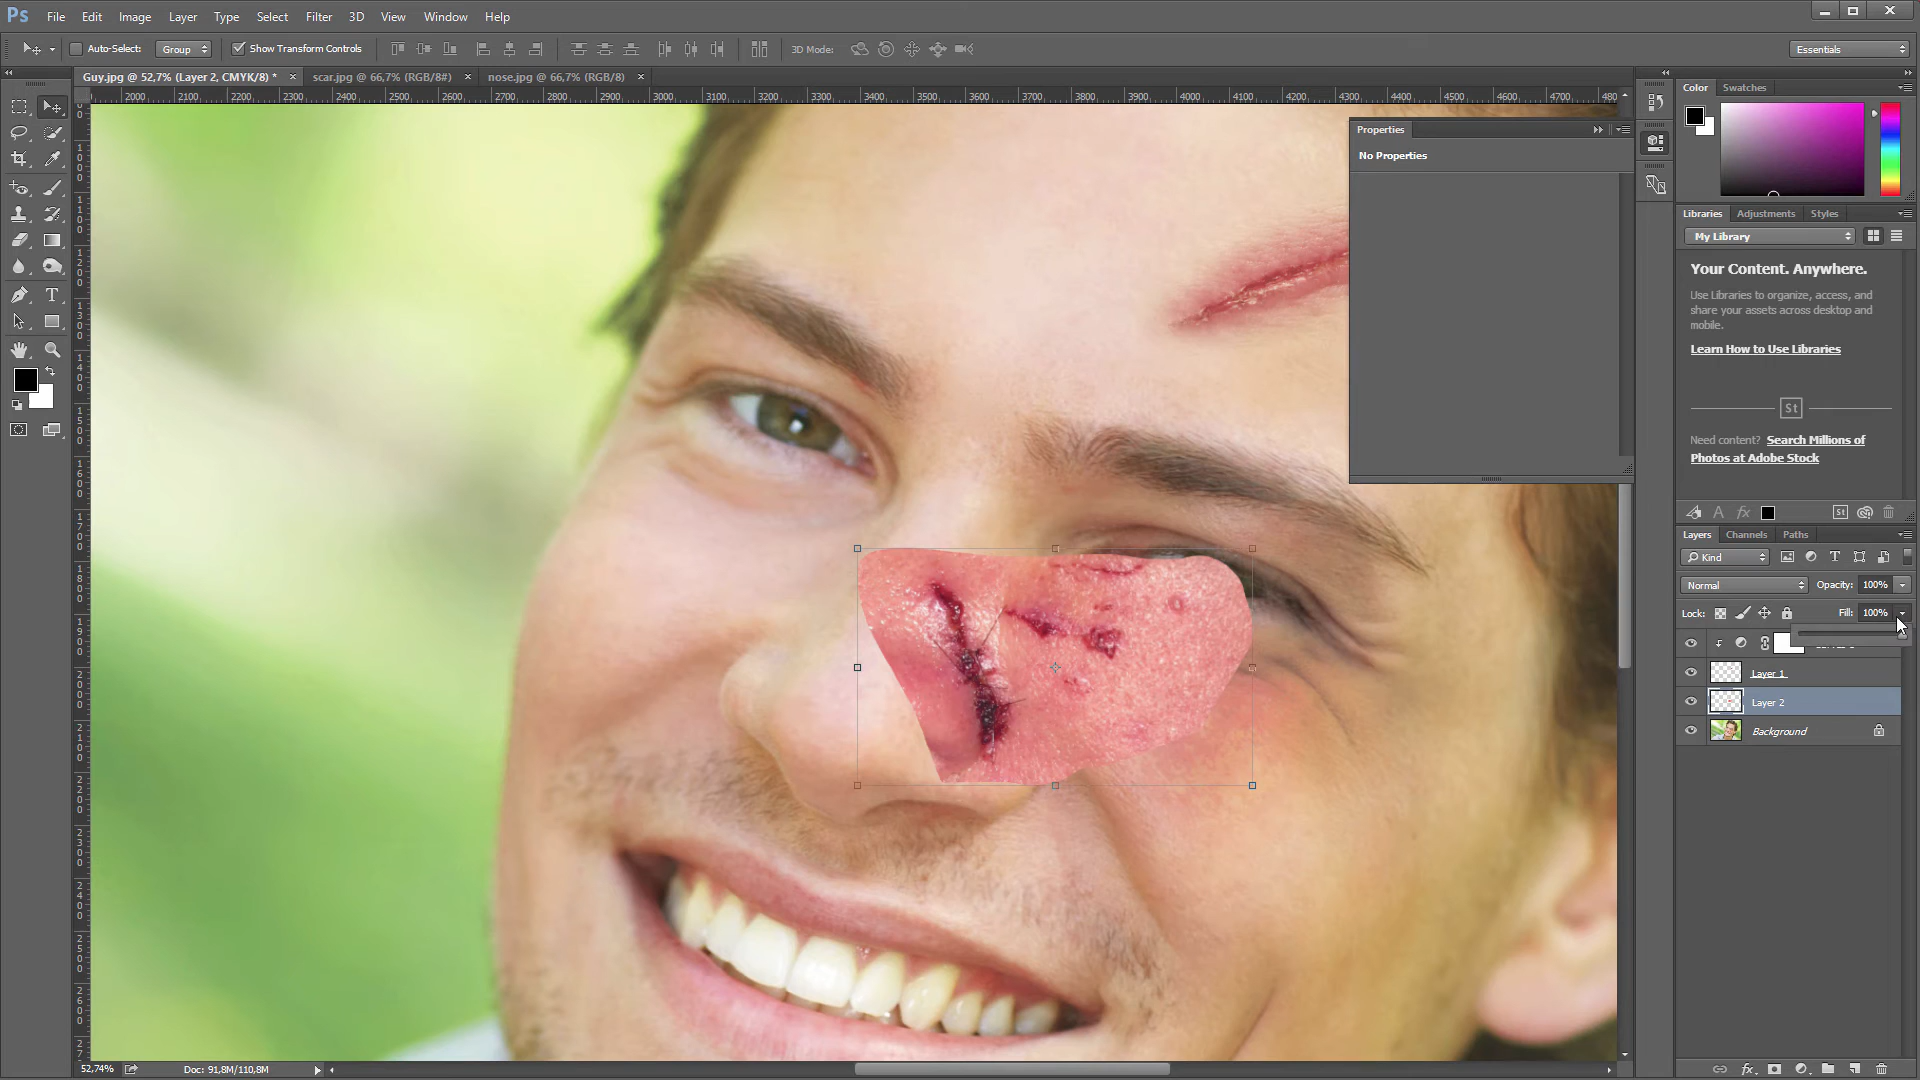 Ps File Edit Image Layer Type Select Filter 3D View Window Help
Auto-Select: Group Show Transform Controls 3D Mode: Essentials
Guy.jpg @ 52,7% (Layer 2, CMYK/8) * × scar.jpg @ 66,7% (RGB/8#) × nose.jpg @ 66,7% (RGB/8) ×
2000 2100 2200 2300 2400 2500 2600 2700 2800 2900 3000 3100 3200 3300 3400 3500 3600 3700 3800 3900 4000 4100 4200 4300 4400 4500 4600 4700 480
Color Swatches
Properties
No Properties
Libraries Adjustments Styles
My Library
Your Content. Anywhere.
Use Libraries to organize, access, and
share your assets across desktop and
mobile.
Learn How to Use Libraries
St
Need content? Search Millions of
Photos at Adobe Stock
Layers Channels Paths
Kind
Normal Opacity: 100%
Lock: Fill: 100%
Layer 1
Layer 2
Background
52,74% Doc: 91,8M/110,8M